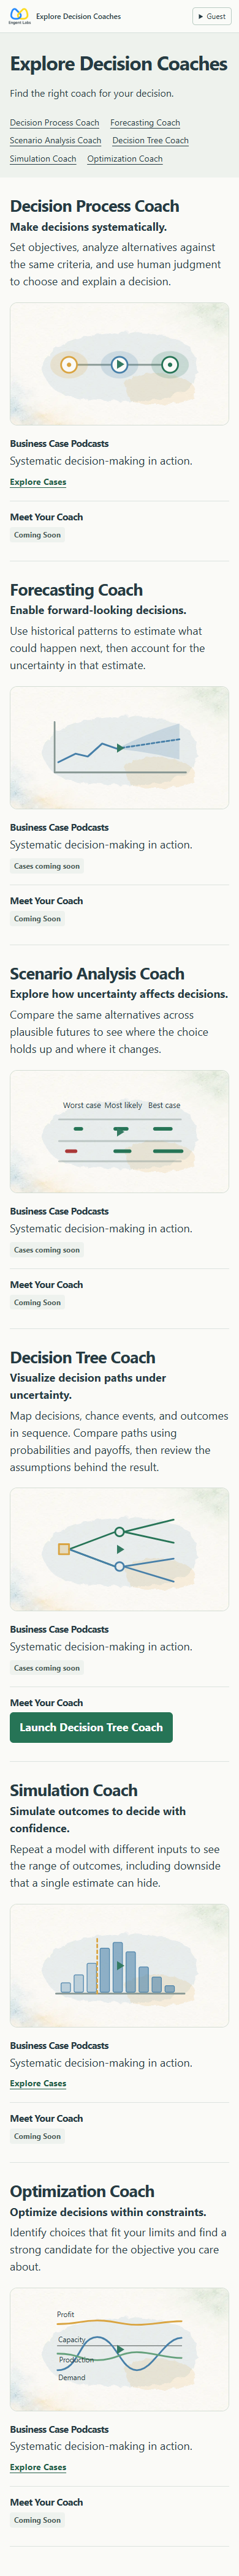 Ingent Labs
Explore Decision Coaches
▶ Guest
Explore Decision Coaches
Find the right coach for your decision.
Decision Process Coach
Forecasting Coach
Scenario Analysis Coach
Decision Tree Coach
Simulation Coach
Optimization Coach
Decision Process Coach
Make decisions systematically.
Set objectives, analyze alternatives against
the same criteria, and use human judgment
to choose and explain a decision.
Business Case Podcasts
Systematic decision-making in action.
Explore Cases
Meet Your Coach
Coming Soon
Forecasting Coach
Enable forward-looking decisions.
Use historical patterns to estimate what
could happen next, then account for the
uncertainty in that estimate.
Business Case Podcasts
Systematic decision-making in action.
Cases coming soon
Meet Your Coach
Coming Soon
Scenario Analysis Coach
Explore how uncertainty affects decisions.
Compare the same alternatives across
plausible futures to see where the choice
holds up and where it changes.
Worst case Most likely Best case
Business Case Podcasts
Systematic decision-making in action.
Cases coming soon
Meet Your Coach
Coming Soon
Decision Tree Coach
Visualize decision paths under
uncertainty.
Map decisions, chance events, and outcomes
in sequence. Compare paths using
probabilities and payoffs, then review the
assumptions behind the result.
Business Case Podcasts
Systematic decision-making in action.
Cases coming soon
Meet Your Coach
Launch Decision Tree Coach
Simulation Coach
Simulate outcomes to decide with
confidence.
Repeat a model with different inputs to see
the range of outcomes, including downside
that a single estimate can hide.
Business Case Podcasts
Systematic decision-making in action.
Explore Cases
Meet Your Coach
Coming Soon
Optimization Coach
Optimize decisions within constraints.
Identify choices that fit your limits and find a
strong candidate for the objective you care
about.
Profit
Capacity
Production
Demand
Business Case Podcasts
Systematic decision-making in action.
Explore Cases
Meet Your Coach
Coming Soon